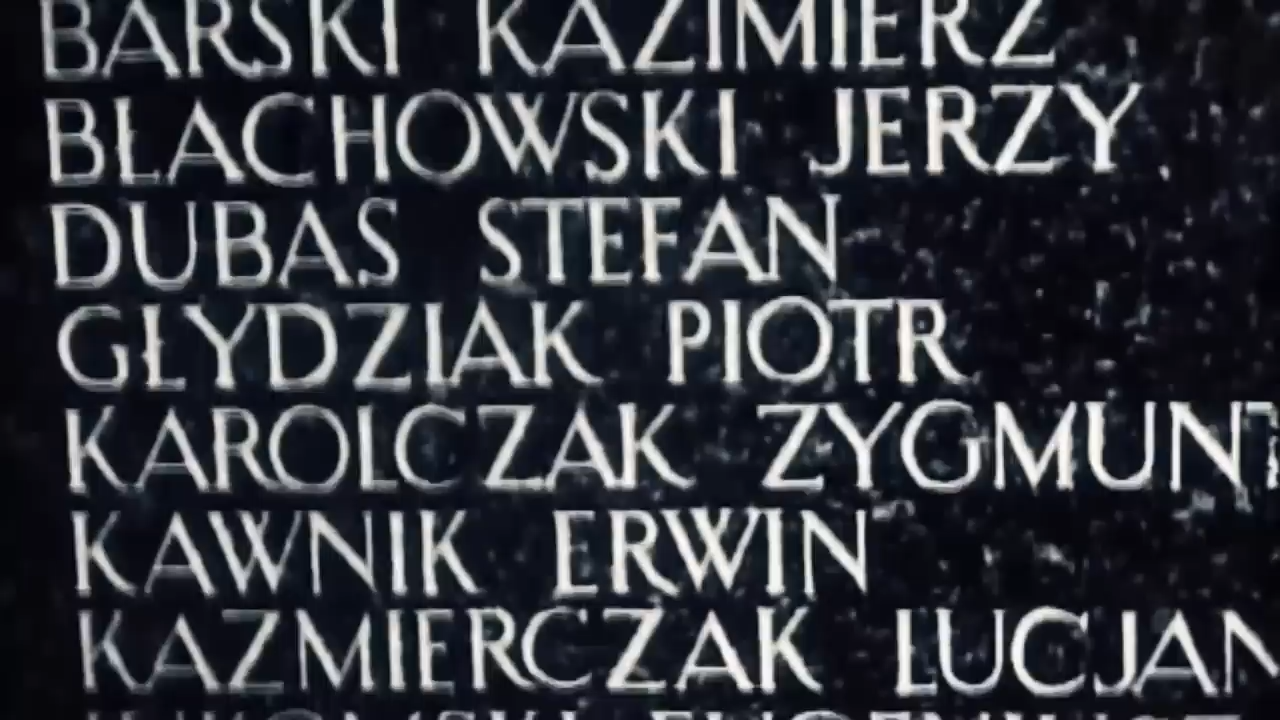 BARSKI KAZIMIERZ
BŁACHOWSKI JERZY
DUBAS STEFAN
GŁYDZIAK PIOTR
KAROLCZAK ZYGMUNT
KAWNIK ERWIN
KAZMIERCZAK LUCJAN